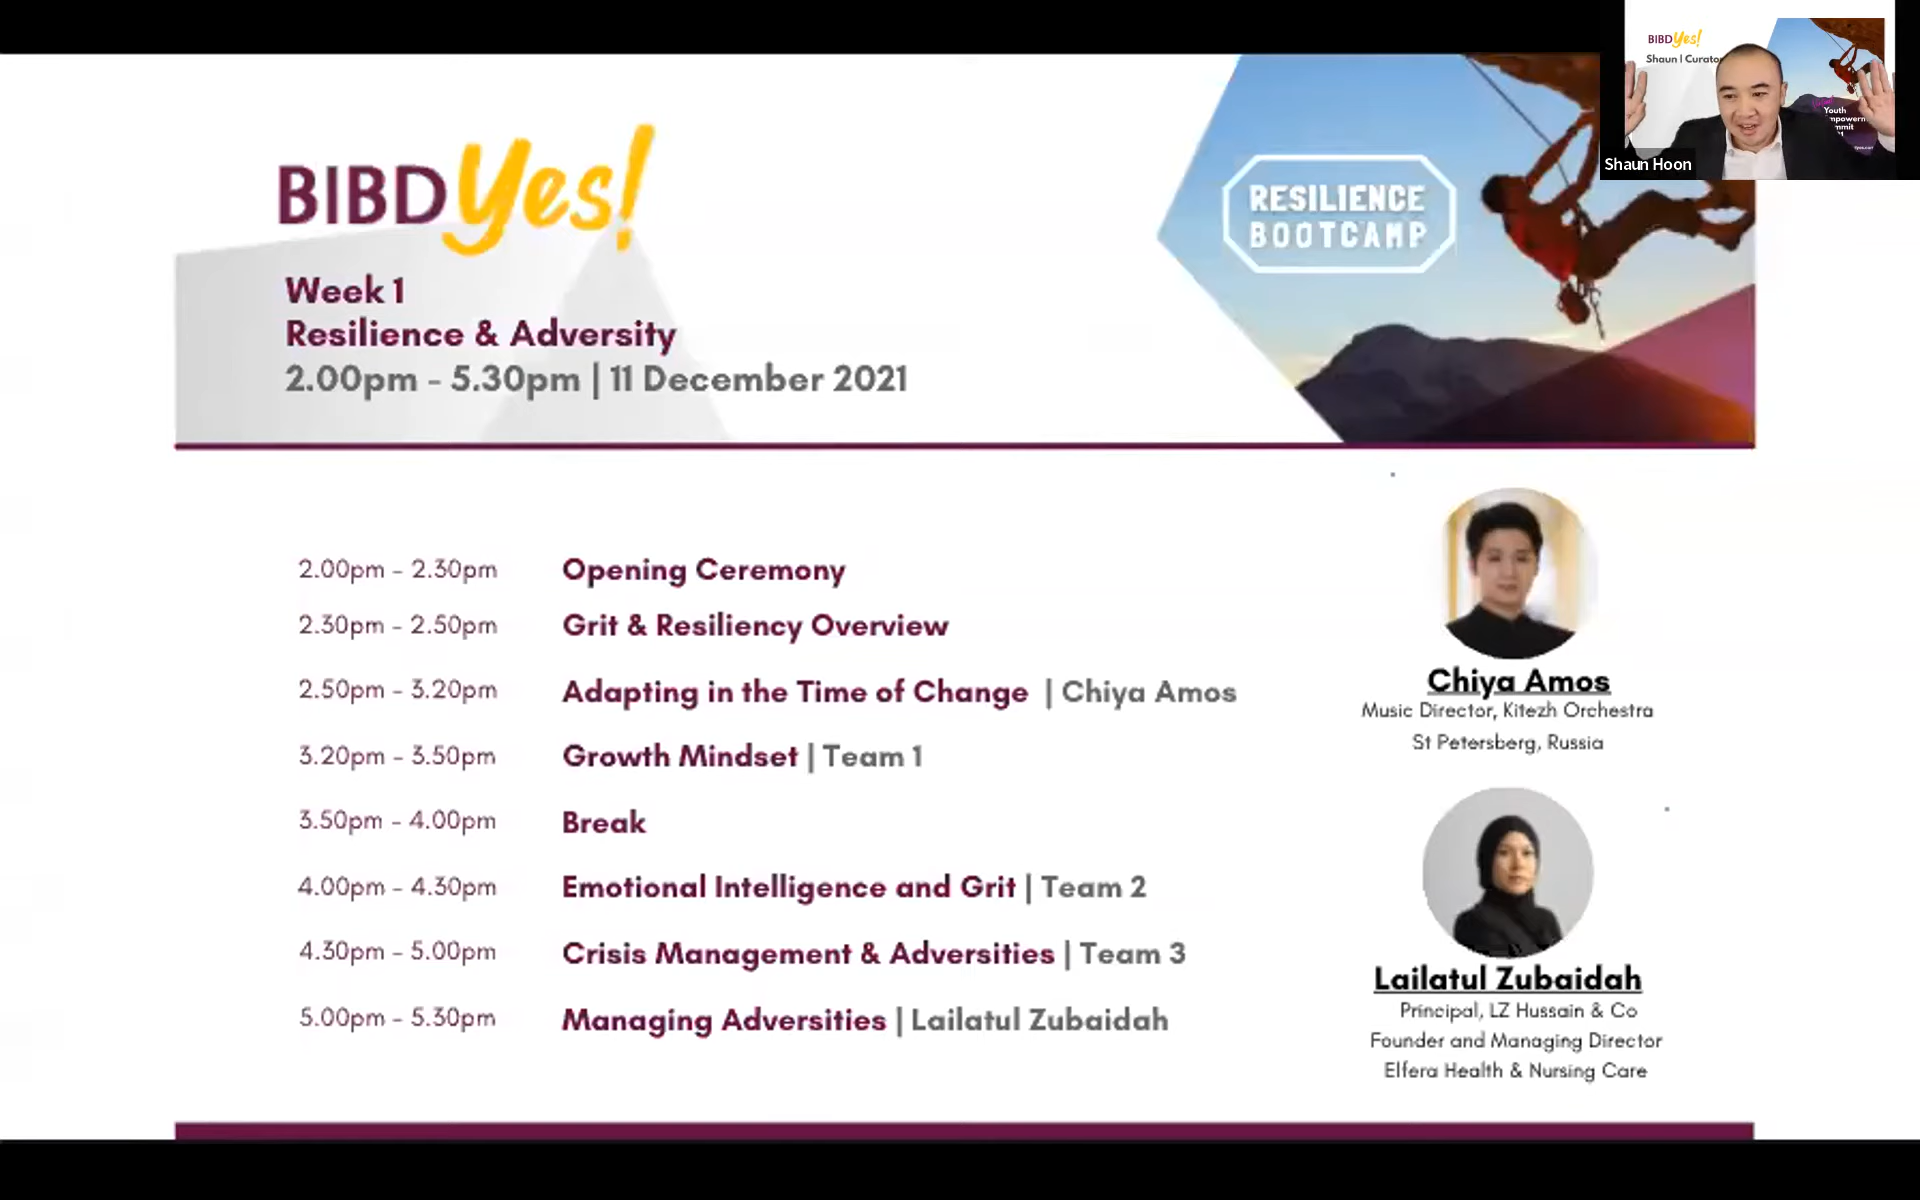 BIBD Yes!
Week 1
Resilience & Adversity
2.00pm - 5.30pm | 11 December 2021
RESILIENCE
BOOTCAMP
BIBD Yes!
Shaun | Curator
Youth
Shaun Hoon
2.00pm - 2.30pm Opening Ceremony
2.30pm - 2.50pm Grit & Resiliency Overview
2.50pm - 3.20pm Adapting in the Time of Change | Chiya Amos
3.20pm - 3.50pm Growth Mindset | Team 1
3.50pm - 4.00pm Break
4.00pm - 4.30pm Emotional Intelligence and Grit | Team 2
4.30pm - 5.00pm Crisis Management & Adversities | Team 3
5.00pm - 5.30pm Managing Adversities | Lailatul Zubaidah
Chiya Amos
Music Director, Kitezh Orchestra
St Petersberg, Russia
Lailatul Zubaidah
Principal, LZ Hussain & Co
Founder and Managing Director
Elfera Health & Nursing Care